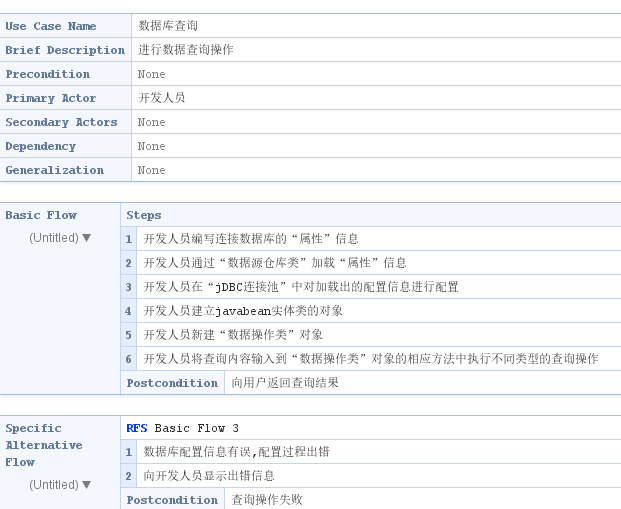 Use Case Name 数据库查询
Brief Description 进行数据查询操作
Precondition None
Primary Actor 开发人员
Secondary Actors None
Dependency None
Generalization None
Basic Flow Steps
(Untitled) ▼
1 开发人员编写连接数据库的“属性”信息
2 开发人员通过“数据源仓库类”加载“属性”信息
3 开发人员在“jDBC连接池”中对加载出的配置信息进行配置
4 开发人员建立javabean实体类的对象
5 开发人员新建“数据操作类”对象
6 开发人员将查询内容输入到“数据操作类”对象的相应方法中执行不同类型的查询操作
Postcondition 向用户返回查询结果
Specific Alternative Flow
(Untitled) ▼
RFS Basic Flow 3
1 数据库配置信息有误,配置过程出错
2 向开发人员显示出错信息
Postcondition 查询操作失败